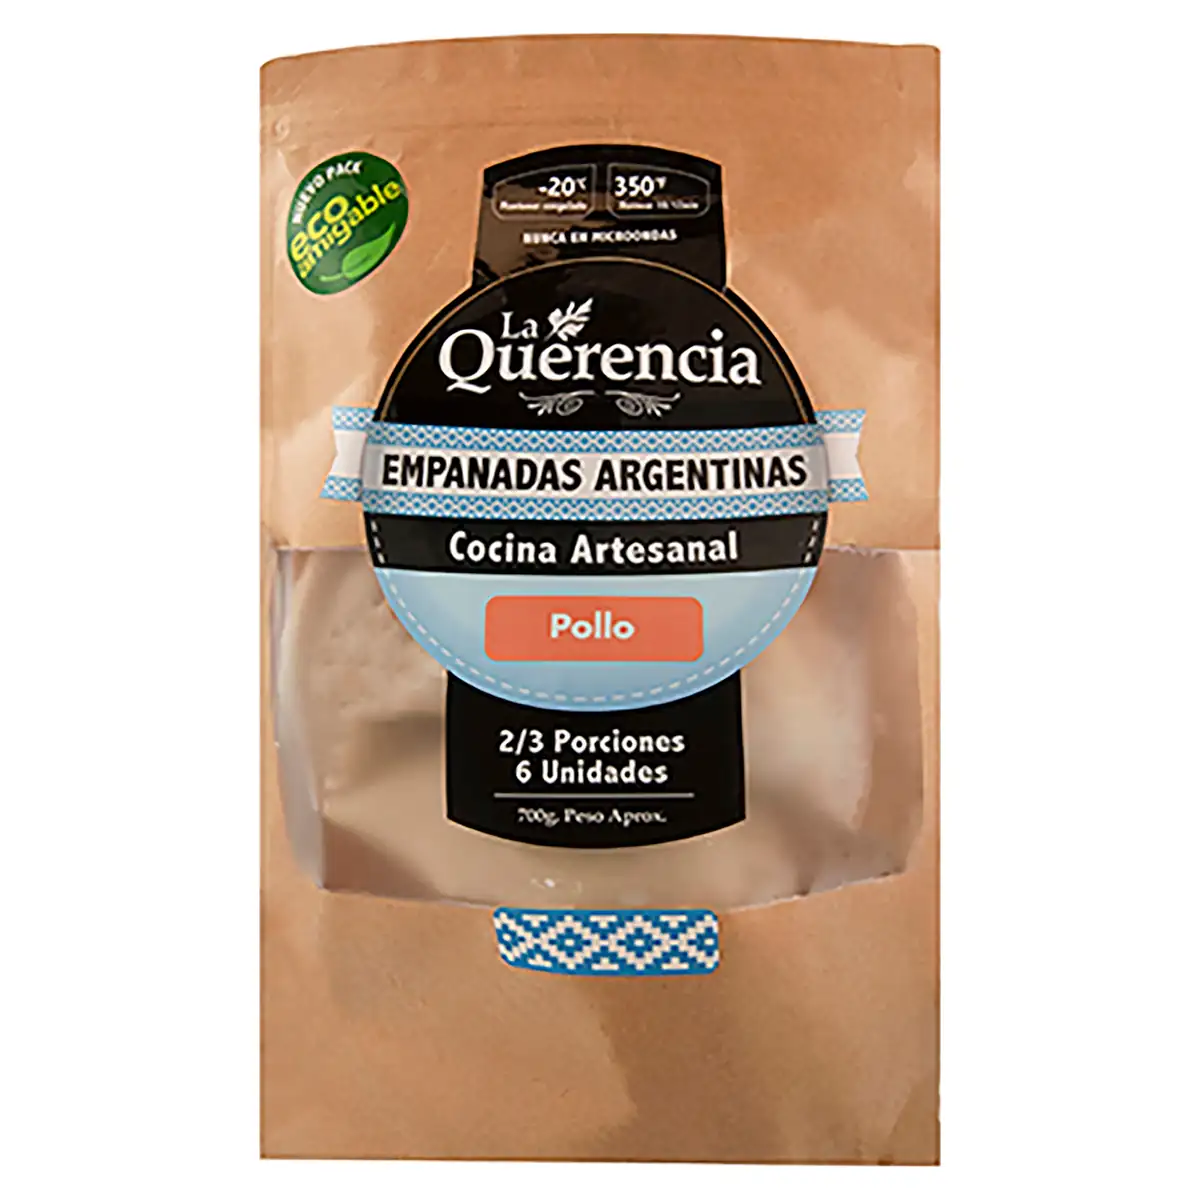 NUEVO PACK
eco
amigable
-20°C
350°F
NUNCA EN MICROONDAS
La
Querencia
EMPANADAS ARGENTINAS
Cocina Artesanal
Pollo
2/3 Porciones
6 Unidades
700g. Peso Aprox.